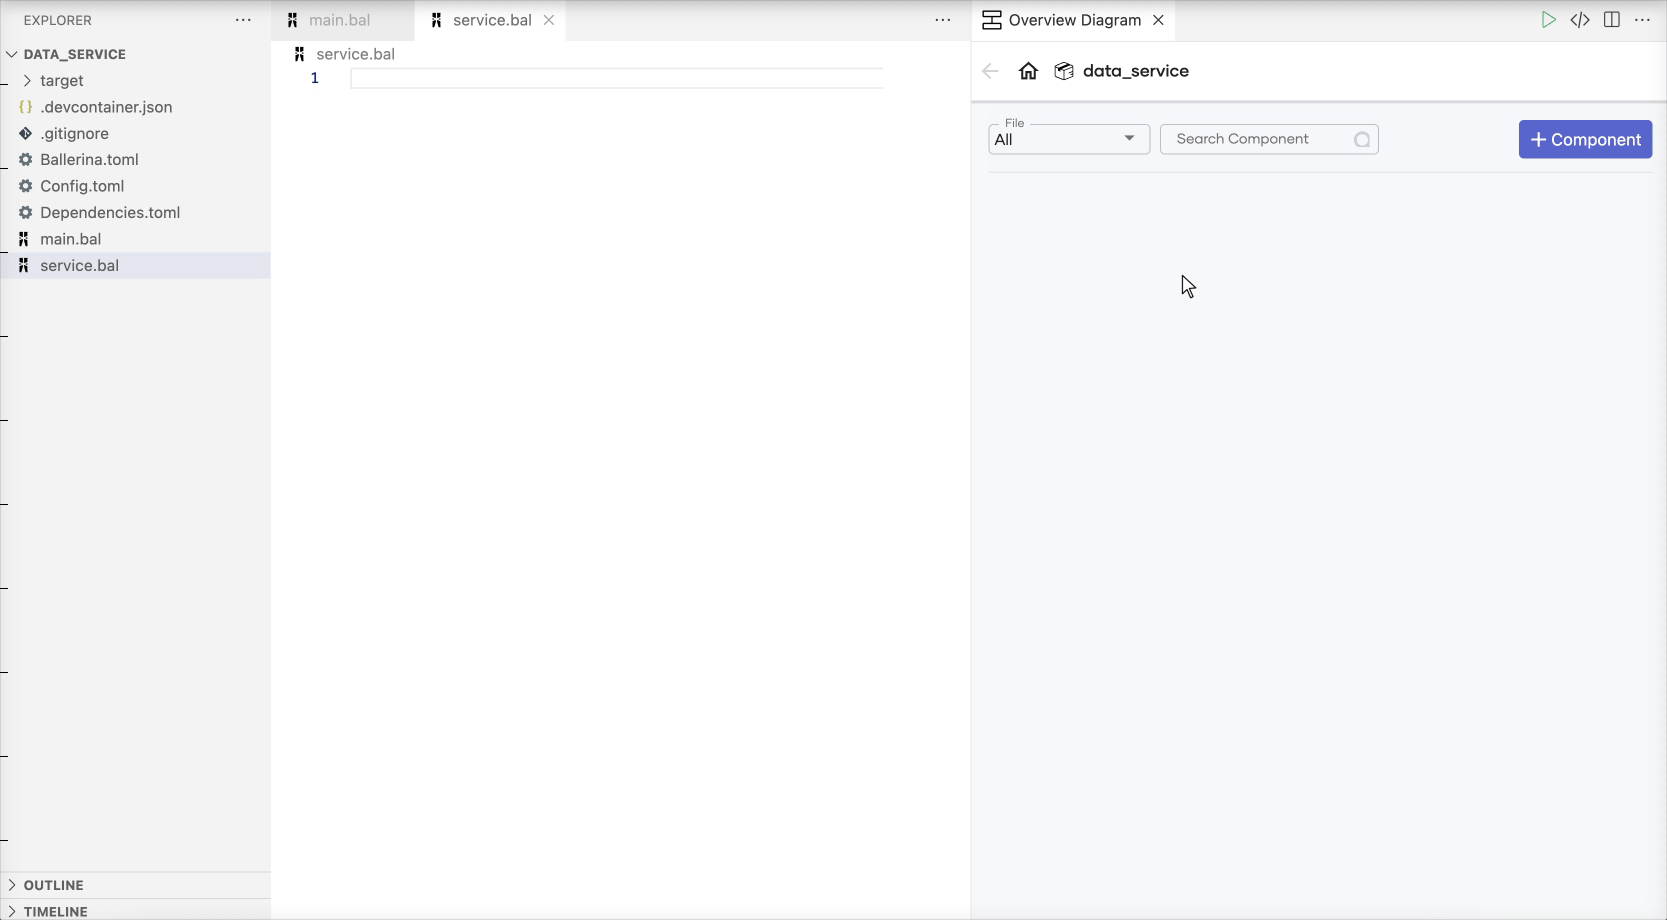 EXPLORER
DATA_SERVICE
target
.devcontainer.json
.gitignore
Ballerina.toml
Config.toml
Dependencies.toml
main.bal
service.bal
OUTLINE
TIMELINE
main.bal
service.bal
service.bal
1
Overview Diagram
data_service
File
All
Search Component
+ Component